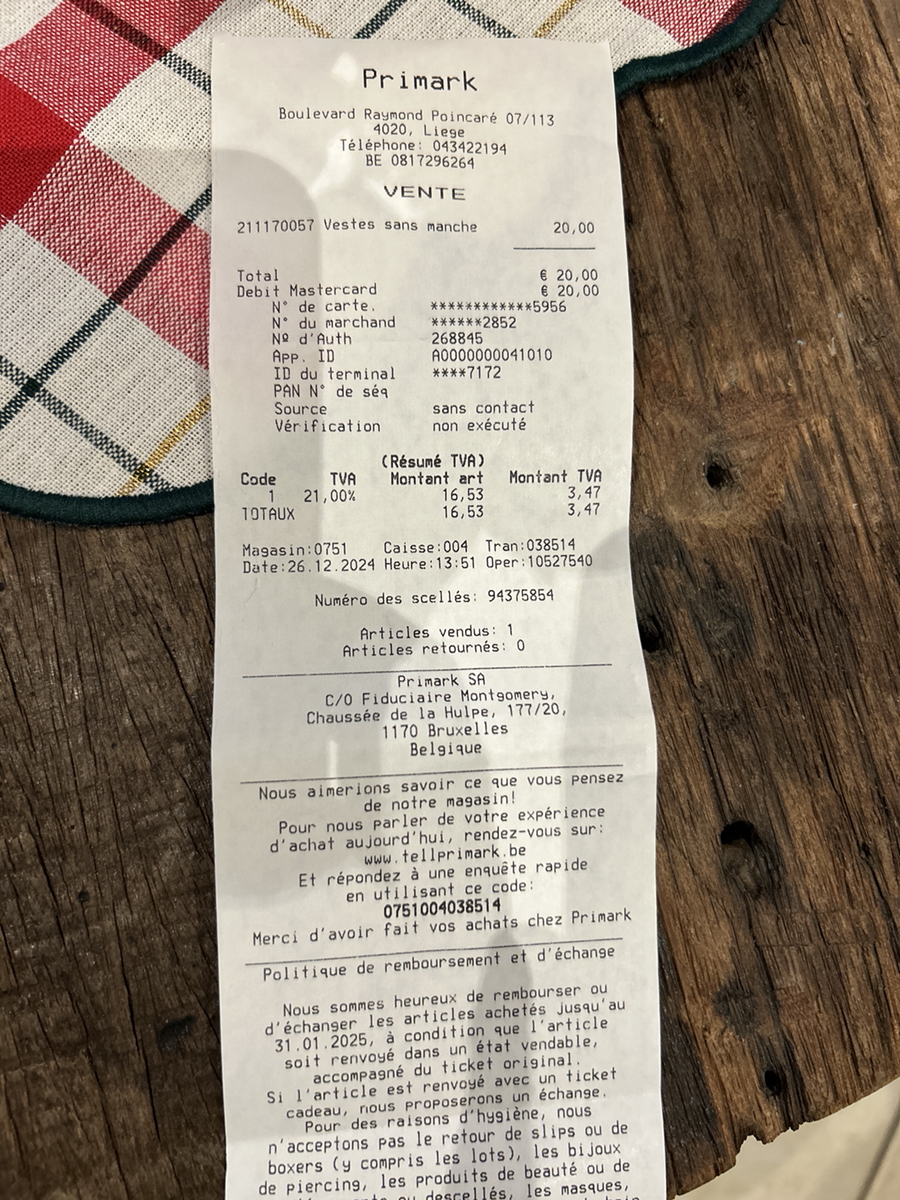 Primark
Boulevard Raymond Poincaré 07/113
4020, Liege
Téléphone: 043422194
BE 0817296264
VENTE
211170057 Vestes sans manche 20,00
Total € 20,00
Debit Mastercard € 20,00
N° de carte. ************5956
N° du marchand ******2852
Nº d'Auth 268845
App. ID A0000000041010
ID du terminal ****7172
PAN N° de séq
Source sans contact
Vérification non exécuté
(Résumé TVA)
Code TVA Montant art Montant TVA
1 21,00% 16,53 3,47
TOTAUX 16,53 3,47
Magasin:0751 Caisse:004 Tran:038514
Date:26.12.2024 Heure:13:51 Oper:10527540
Numéro des scellés: 94375854
Articles vendus: 1
Articles retournés: 0
Primark SA
C/O Fiduciaire Montgomery,
Chaussée de la Hulpe, 177/20,
1170 Bruxelles
Belgique
Nous aimerions savoir ce que vous pensez
de notre magasin!
Pour nous parler de votre expérience
d'achat aujourd'hui, rendez-vous sur:
www.tellprimark.be
Et répondez à une enquête rapide
en utilisant ce code:
0751004038514
Merci d'avoir fait vos achats chez Primark
Politique de remboursement et d'échange
Nous sommes heureux de rembourser ou
d'échanger les articles achetés jusqu'au
31.01.2025, à condition que l'article
soit renvoyé dans un état vendable,
accompagné du ticket original.
Si l'article est renvoyé avec un ticket
cadeau, nous proposerons un échange.
Pour des raisons d'hygiène, nous
n'acceptons pas le retour de slips ou de
boxers (y compris les lots), les bijoux
de piercing, les produits de beauté ou de
ou descellés, les masques,